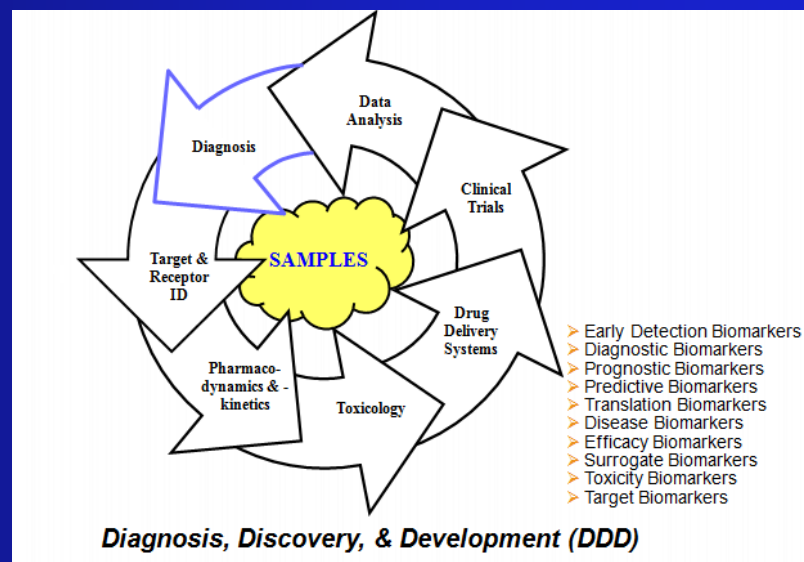 Data
Analysis
Diagnosis
Clinical
Trials
Target &
Receptor
ID
SAMPLES
Drug
Delivery
Systems
Pharmaco-
dynamics & -
kinetics
Toxicology
Early Detection Biomarkers
Diagnostic Biomarkers
Prognostic Biomarkers
Predictive Biomarkers
Translation Biomarkers
Disease Biomarkers
Efficacy Biomarkers
Surrogate Biomarkers
Toxicity Biomarkers
Target Biomarkers
Diagnosis, Discovery, & Development (DDD)